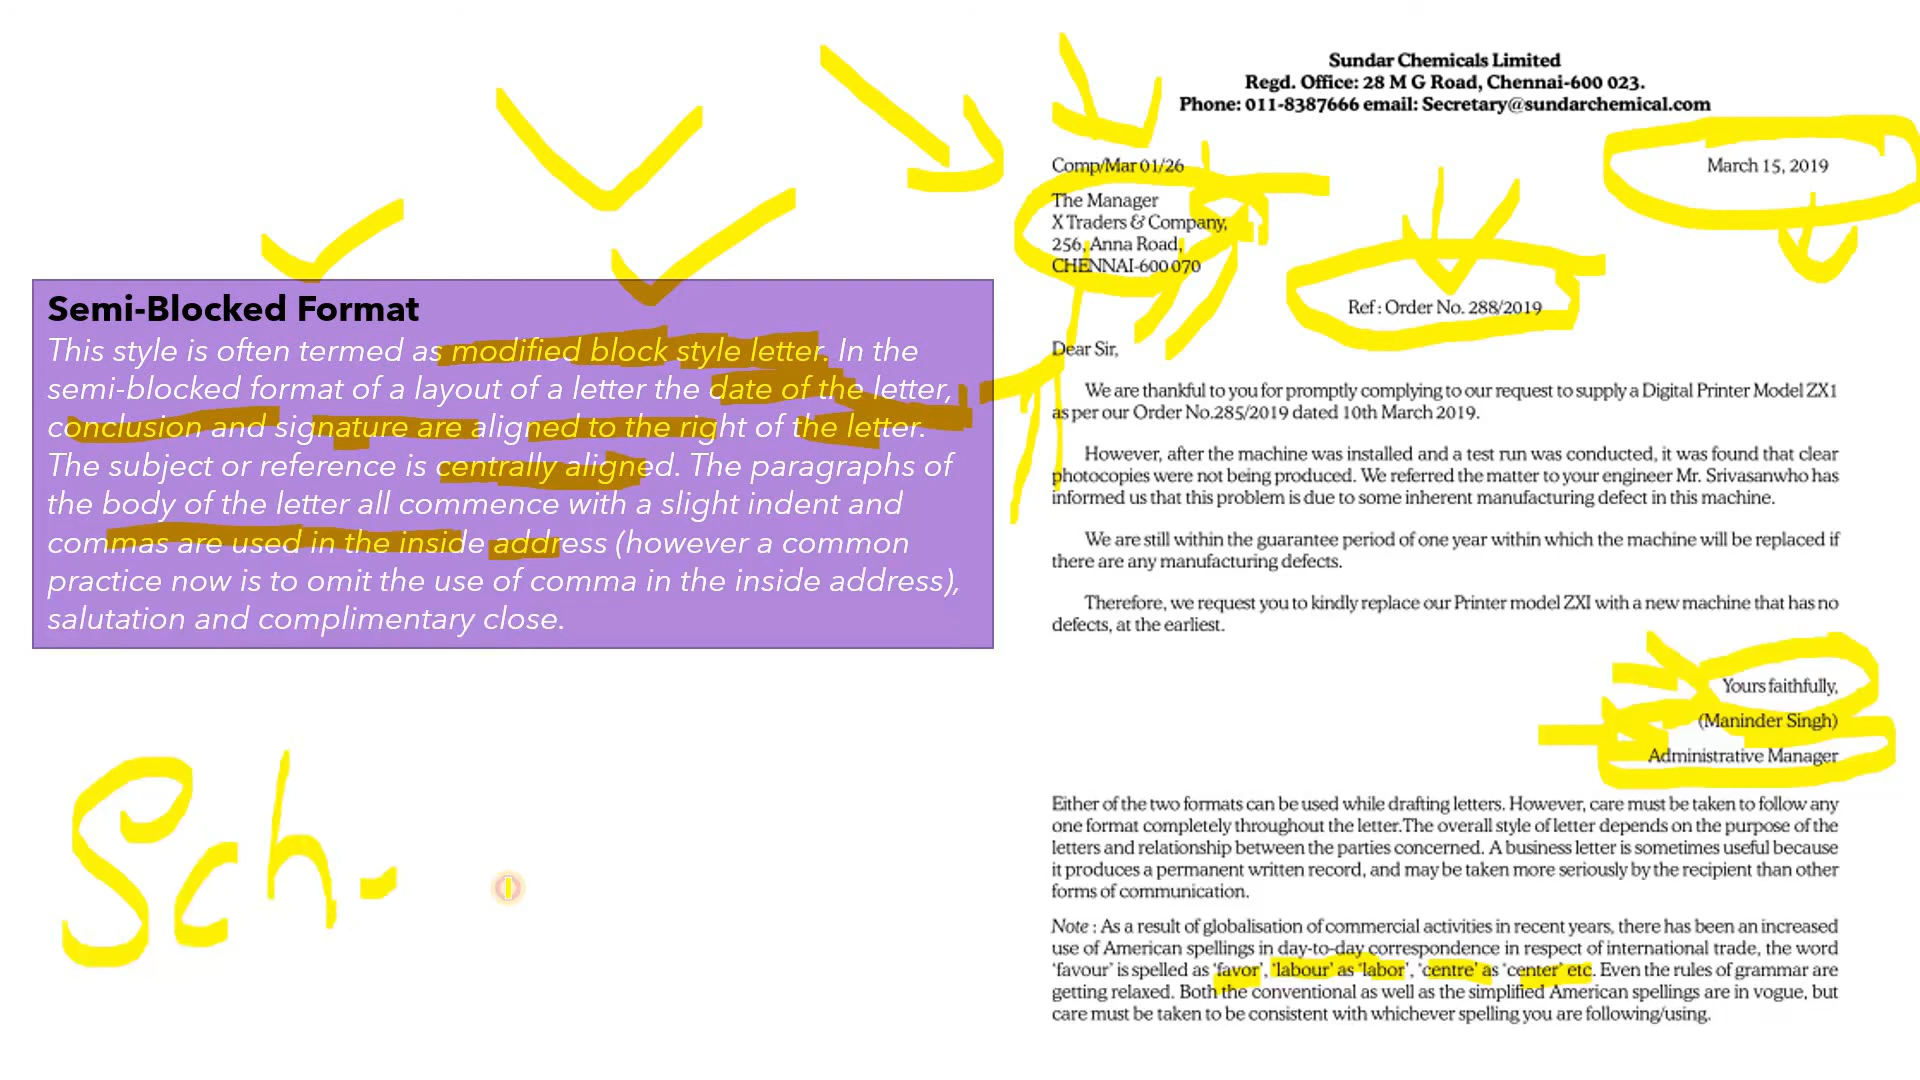 Semi-Blocked Format
This style is often termed as modified block style letter. In the
semi-blocked format of a layout of a letter the date of the letter,
conclusion and signature are aligned to the right of the letter.
The subject or reference is centrally aligned. The paragraphs of
the body of the letter all commence with a slight indent and
commas are used in the inside address (however a common
practice now is to omit the use of comma in the inside address),
salutation and complimentary close.
Sch-
Sundar Chemicals Limited
Regd. Office: 28 M G Road, Chennai-600 023.
Phone: 011-8387666 email: Secretary@sundarchemical.com
Comp/Mar 01/26
March 15, 2019
The Manager
X Traders & Company,
256, Anna Road,
CHENNAI-600 070
Ref : Order No. 288/2019
Dear Sir,
We are thankful to you for promptly complying to our request to supply a Digital Printer Model ZX1
as per our Order No.285/2019 dated 10th March 2019.
However, after the machine was installed and a test run was conducted, it was found that clear
photocopies were not being produced. We referred the matter to your engineer Mr. Srivasanwho has
informed us that this problem is due to some inherent manufacturing defect in this machine.
We are still within the guarantee period of one year within which the machine will be replaced if
there are any manufacturing defects.
Therefore, we request you to kindly replace our Printer model ZXI with a new machine that has no
defects, at the earliest.
Yours faithfully,
(Maninder Singh)
Administrative Manager
Either of the two formats can be used while drafting letters. However, care must be taken to follow any
one format completely throughout the letter.The overall style of letter depends on the purpose of the
letters and relationship between the parties concerned. A business letter is sometimes useful because
it produces a permanent written record, and may be taken more seriously by the recipient than other
forms of communication.
Note : As a result of globalisation of commercial activities in recent years, there has been an increased
use of American spellings in day-to-day correspondence in respect of international trade, the word
‘favour’ is spelled as ‘favor’, ‘labour’ as ‘labor’, ‘centre’ as ‘center’ etc. Even the rules of grammar are
getting relaxed. Both the conventional as well as the simplified American spellings are in vogue, but
care must be taken to be consistent with whichever spelling you are following/using.